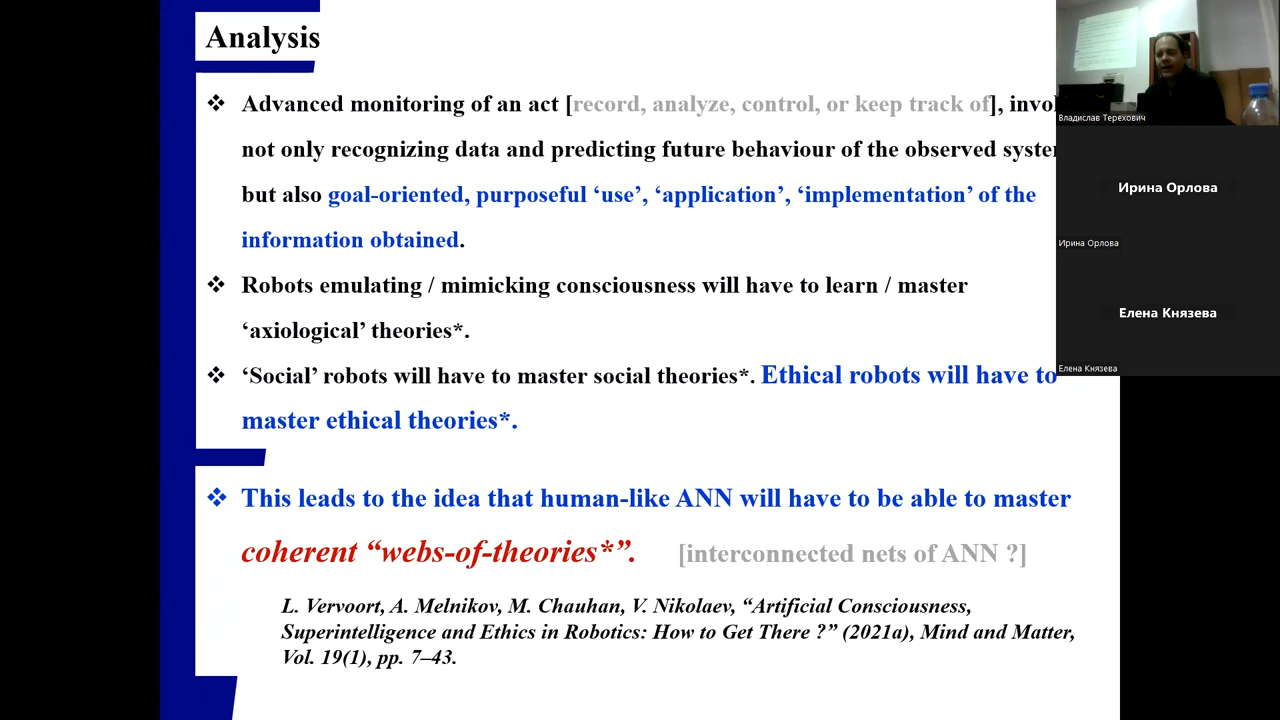 Analysis
❖ Advanced monitoring of an act [record, analyze, control, or keep track of],
not only recognizing data and predicting future behaviour of the observed
but also goal-oriented, purposeful ‘use’, ‘application’, ‘implementation’ of the
information obtained.
❖ Robots emulating / mimicking consciousness will have to learn / master
‘axiological’ theories*.
❖ ‘Social’ robots will have to master social theories*. Ethical robots will have to
master ethical theories*.
❖ This leads to the idea that human-like ANN will have to be able to master
coherent “webs-of-theories*”. [interconnected nets of ANN ?]
L. Vervoort, A. Melnikov, M. Chauhan, V. Nikolaev, “Artificial Consciousness,
Superintelligence and Ethics in Robotics: How to Get There ?” (2021a), Mind and Matter,
Vol. 19(1), pp. 7–43.
Владислав Терехович
Ирина Орлова
Ирина Орлова
Елена Князева
Елена Князева